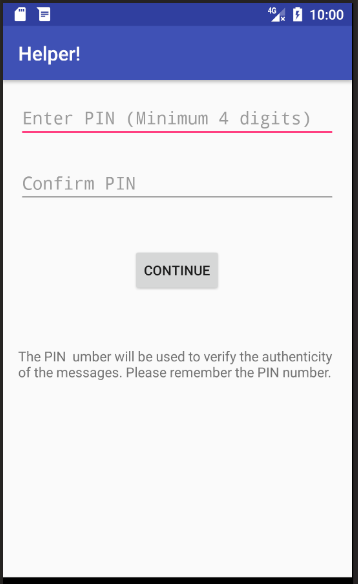 4G 10:00
Helper!
Enter PIN (Minimum 4 digits)
Confirm PIN
CONTINUE
The PIN  umber will be used to verify the authenticity
of the messages. Please remember the PIN number.